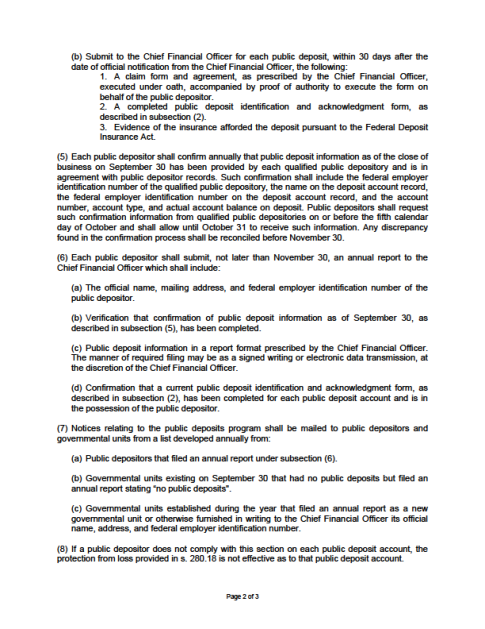 (b) Submit to the Chief Financial Officer for each public deposit, within 30 days after the
date of official notification from the Chief Financial Officer, the following:
1. A claim form and agreement, as prescribed by the Chief Financial Officer,
executed under oath, accompanied by proof of authority to execute the form on
behalf of the public depositor.
2. A completed public deposit identification and acknowledgment form, as
described in subsection (2).
3. Evidence of the insurance afforded the deposit pursuant to the Federal Deposit
Insurance Act.
(5) Each public depositor shall confirm annually that public deposit information as of the close of
business on September 30 has been provided by each qualified public depository and is in
agreement with public depositor records. Such confirmation shall include the federal employer
identification number of the qualified public depository, the name on the deposit account record,
the federal employer identification number on the deposit account record, and the account
number, account type, and actual account balance on deposit. Public depositors shall request
such confirmation information from qualified public depositories on or before the fifth calendar
day of October and shall allow until October 31 to receive such information. Any discrepancy
found in the confirmation process shall be reconciled before November 30.
(6) Each public depositor shall submit, not later than November 30, an annual report to the
Chief Financial Officer which shall include:
(a) The official name, mailing address, and federal employer identification number of the
public depositor.
(b) Verification that confirmation of public deposit information as of September 30, as
described in subsection (5), has been completed.
(c) Public deposit information in a report format prescribed by the Chief Financial Officer.
The manner of required filing may be as a signed writing or electronic data transmission, at
the discretion of the Chief Financial Officer.
(d) Confirmation that a current public deposit identification and acknowledgment form, as
described in subsection (2), has been completed for each public deposit account and is in
the possession of the public depositor.
(7) Notices relating to the public deposits program shall be mailed to public depositors and
governmental units from a list developed annually from:
(a) Public depositors that filed an annual report under subsection (6).
(b) Governmental units existing on September 30 that had no public deposits but filed an
annual report stating "no public deposits".
(c) Governmental units established during the year that filed an annual report as a new
governmental unit or otherwise furnished in writing to the Chief Financial Officer its official
name, address, and federal employer identification number.
(8) If a public depositor does not comply with this section on each public deposit account, the
protection from loss provided in s. 280.18 is not effective as to that public deposit account.
Page 2 of 3